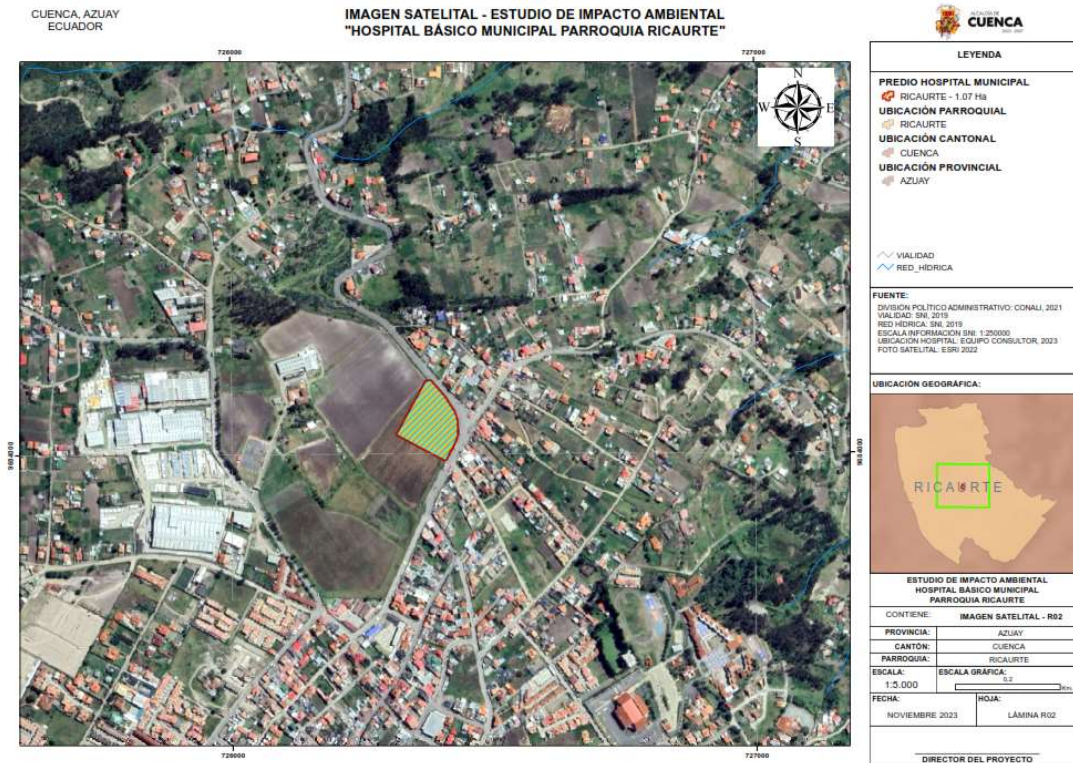 CUENCA, AZUAY
ECUADOR
IMAGEN SATELITAL - ESTUDIO DE IMPACTO AMBIENTAL
"HOSPITAL BÁSICO MUNICIPAL PARROQUIA RICAURTE"
ALCALDÍA DE
CUENCA
726000
727000
N
W
E
S
9684000
9684000
726000
727000
LEYENDA
PREDIO HOSPITAL MUNICIPAL
RICAURTE - 1.07 Ha
UBICACIÓN PARROQUIAL
RICAURTE
UBICACIÓN CANTONAL
CUENCA
UBICACIÓN PROVINCIAL
AZUAY
VIALIDAD
RED_HÍDRICA
FUENTE:
DIVISIÓN POLÍTICO ADMINISTRATIVO: CONALI, 2021
VIALIDAD: SNI, 2019
RED HÍDRICA: SNI, 2019
ESCALA INFORMACIÓN SNI: 1:250000
UBICACIÓN HOSPITAL: EQUIPO CONSULTOR, 2023
FOTO SATELITAL: ESRI 2022
UBICACIÓN GEOGRÁFICA:
RICAURTE
ESTUDIO DE IMPACTO AMBIENTAL
HOSPITAL BÁSICO MUNICIPAL
PARROQUIA RICAURTE
CONTIENE: IMAGEN SATELITAL - R02
PROVINCIA: AZUAY
CANTÓN: CUENCA
PARROQUIA: RICAURTE
ESCALA: ESCALA GRÁFICA:
1:5.000 0,2 Km
FECHA: HOJA:
NOVIEMBRE 2023 LÁMINA R02
DIRECTOR DEL PROYECTO